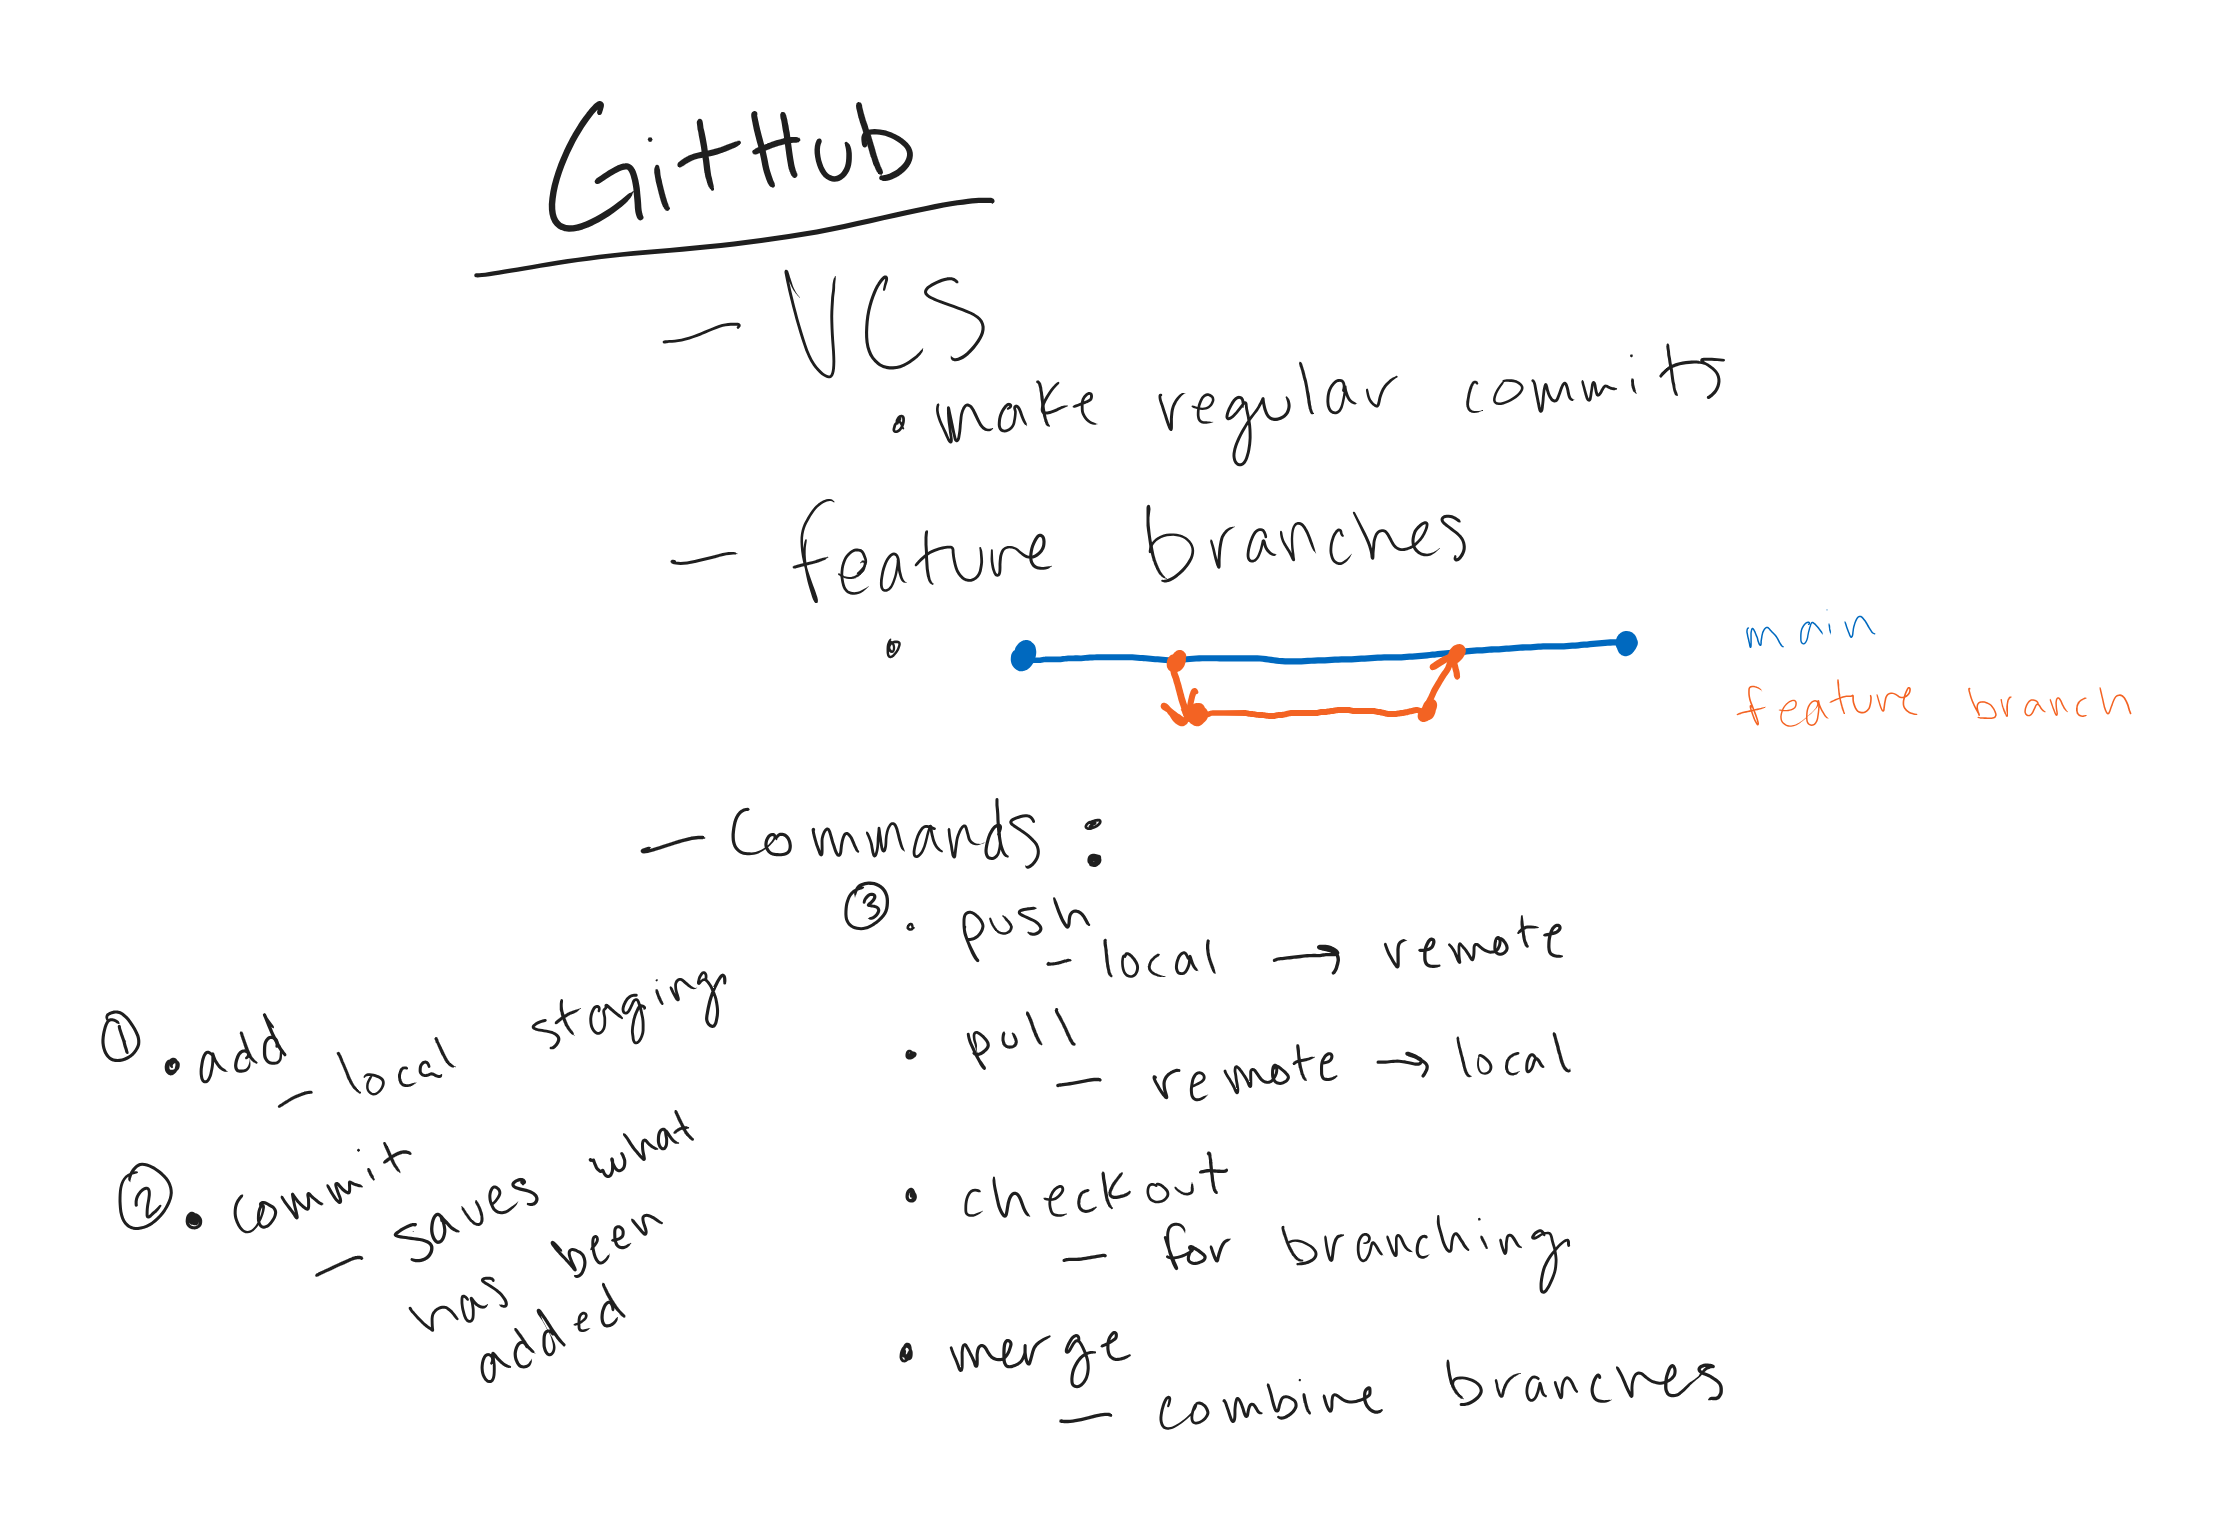 GitHub
- VCS
• make regular commits
- feature branches
•
main
feature branch
- Commands:
③ • push
- local → remote
• pull
- remote → local
• checkout
- for branching
• merge
- combine branches
① • add
- local staging
② • commit
- saves what
has been
added